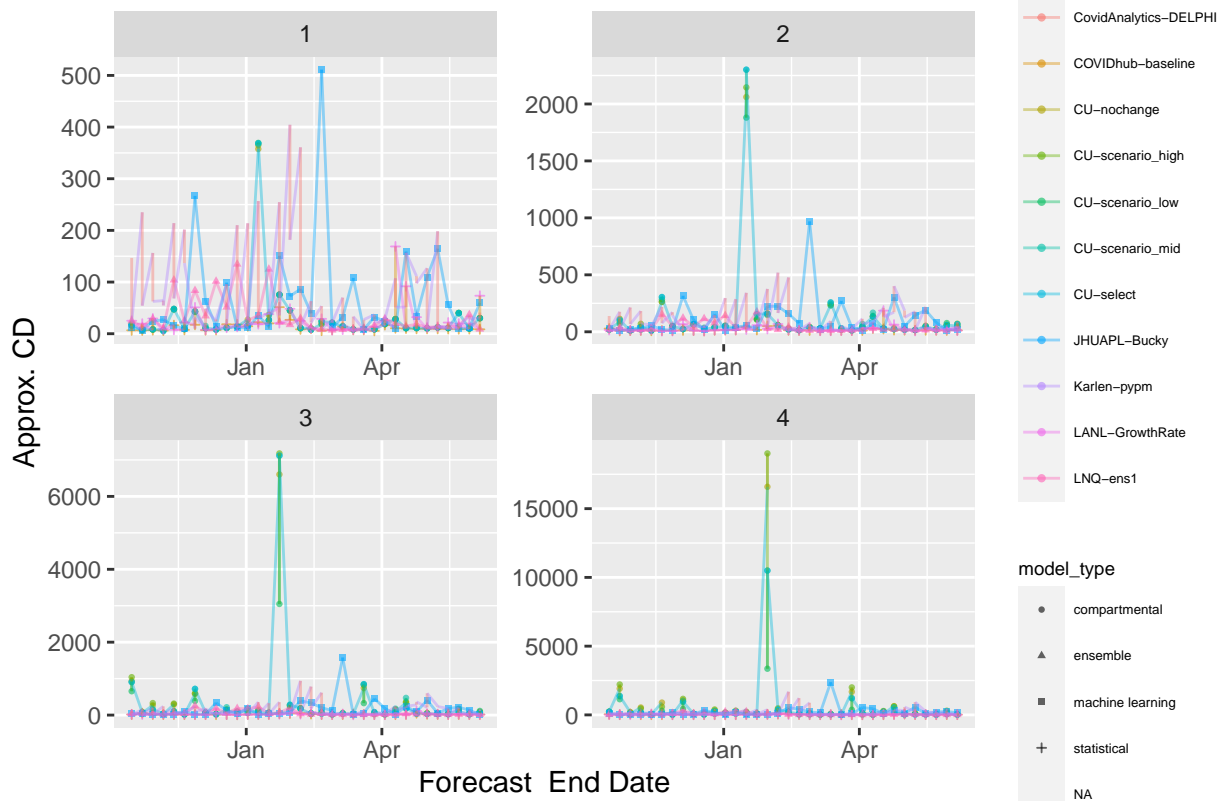 1
2
500
400
300
200
100
0
2000
1500
1000
500
0
Jan
Apr
Jan
Apr
3
4
6000
4000
2000
0
15000
10000
5000
0
Jan
Apr
Jan
Apr
Approx. CD
Forecast  End Date
CovidAnalytics−DELPHI
COVIDhub−baseline
CU−nochange
CU−scenario_high
CU−scenario_low
CU−scenario_mid
CU−select
JHUAPL−Bucky
Karlen−pypm
LANL−GrowthRate
LNQ−ens1
model_type
compartmental
ensemble
machine learning
statistical
NA